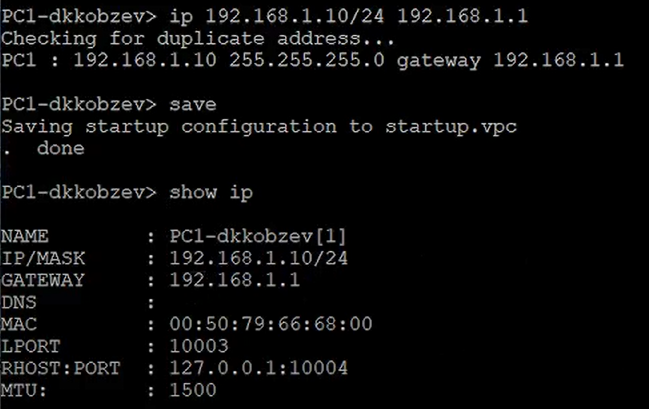 PC1-dkkobzev> ip 192.168.1.10/24 192.168.1.1
Checking for duplicate address...
PC1 : 192.168.1.10 255.255.255.0 gateway 192.168.1.1
PC1-dkkobzev> save
Saving startup configuration to startup.vpc
.  done
PC1-dkkobzev> show ip
NAME        : PC1-dkkobzev[1]
IP/MASK     : 192.168.1.10/24
GATEWAY     : 192.168.1.1
DNS         :
MAC         : 00:50:79:66:68:00
LPORT       : 10003
RHOST:PORT  : 127.0.0.1:10004
MTU:        : 1500